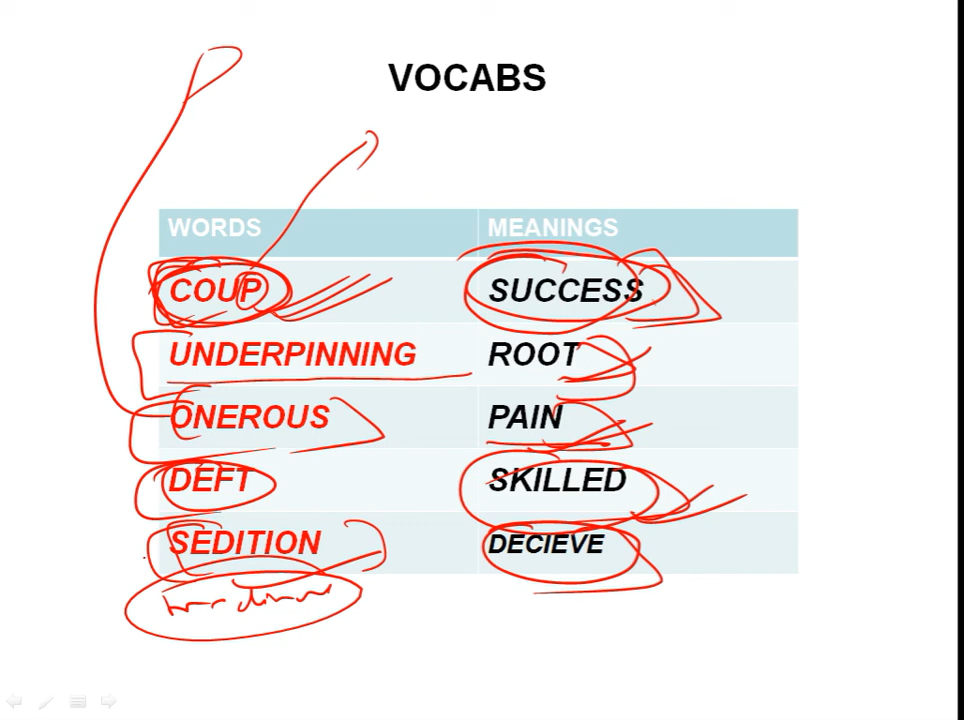 VOCABS
WORDS MEANINGS
COUP SUCCESS
UNDERPINNING ROOT
ONEROUS PAIN
DEFT SKILLED
SEDITION DECIEVE